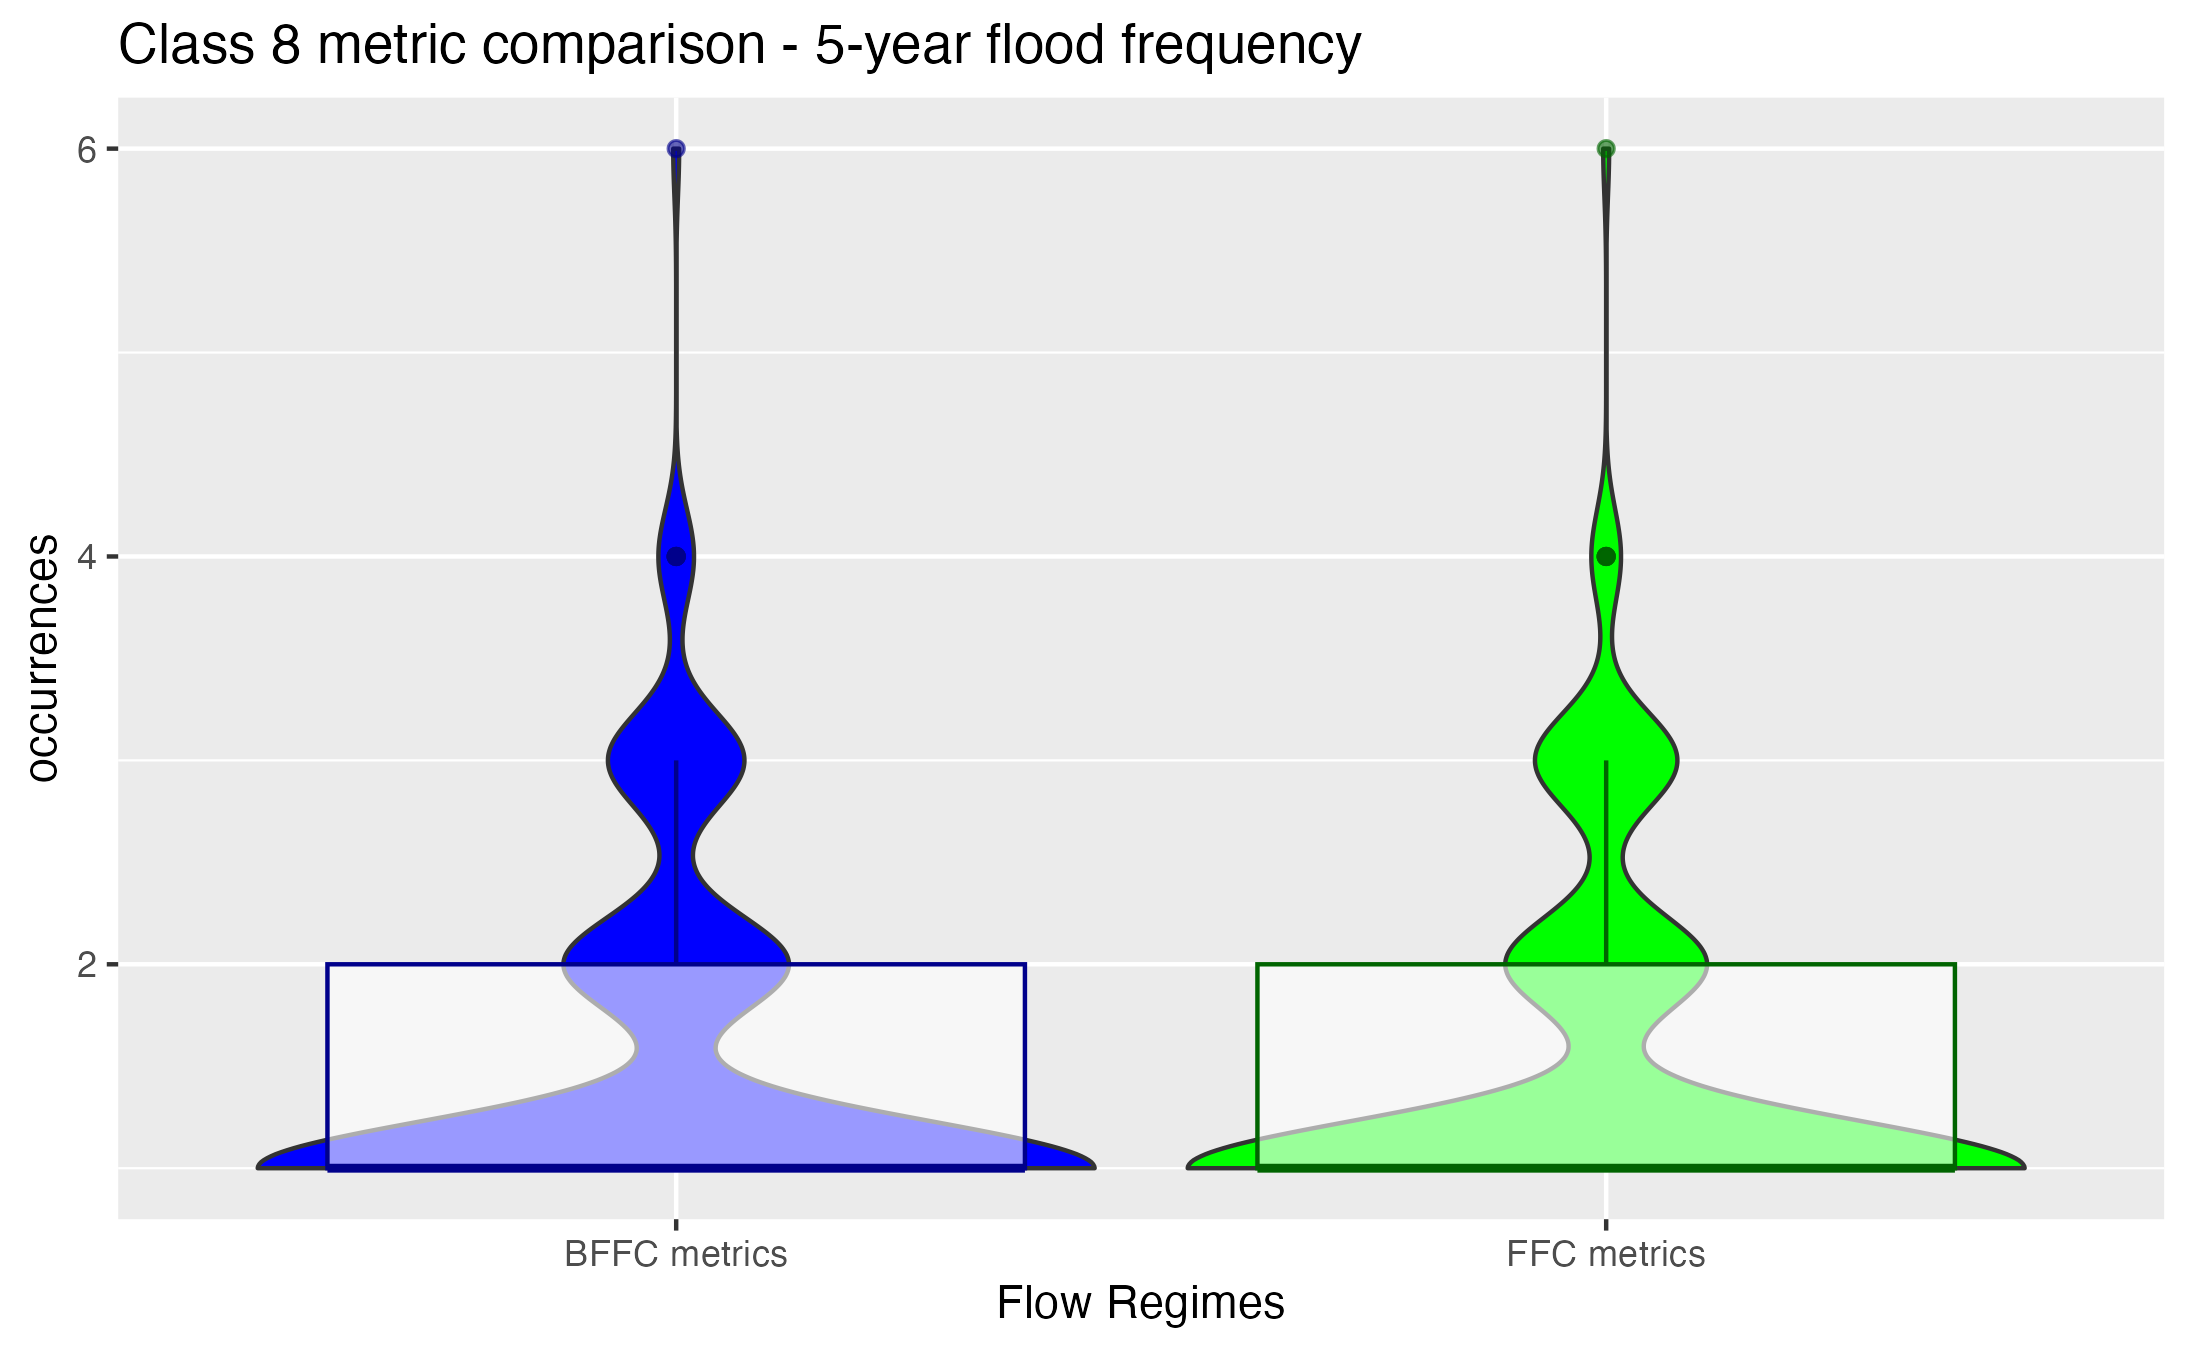 Class 8 metric comparison - 5-year flood frequency
6
4
2
occurrences
BFFC metrics
FFC metrics
Flow Regimes